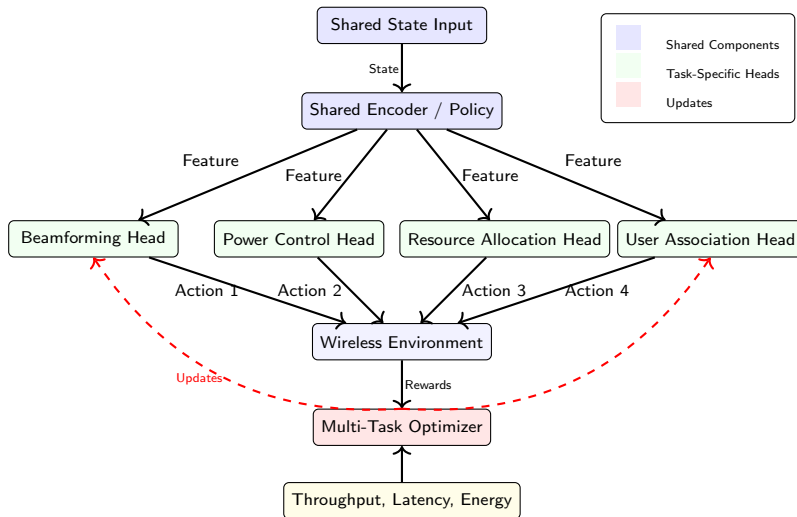 Shared State Input
Shared Components
Task-Specific Heads
Updates
State
Shared Encoder / Policy
Feature
Feature
Feature
Feature
Beamforming Head
Power Control Head
Resource Allocation Head
User Association Head
Action 1
Action 2
Action 3
Action 4
Wireless Environment
Updates
Rewards
Multi-Task Optimizer
Throughput, Latency, Energy